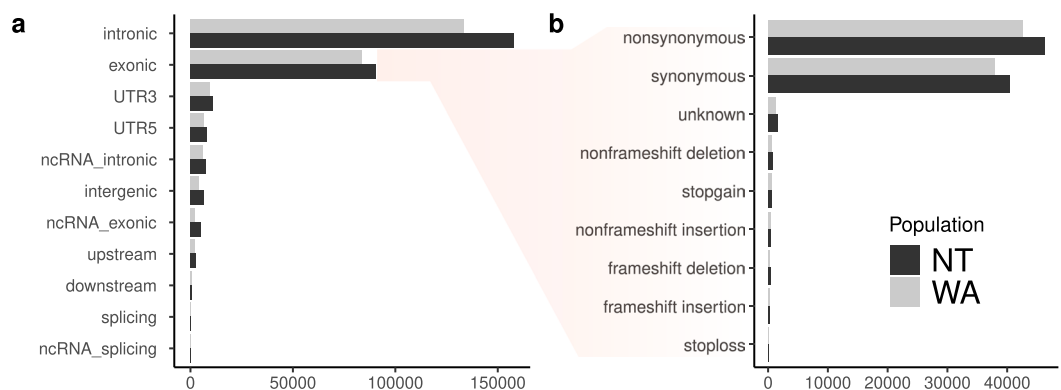 a
intronic
exonic
UTR3
UTR5
ncRNA_intronic
intergenic
ncRNA_exonic
upstream
downstream
splicing
ncRNA_splicing
0 50000 100000 150000
b
nonsynonymous
synonymous
unknown
nonframeshift deletion
stopgain
nonframeshift insertion
frameshift deletion
frameshift insertion
stoploss
0 10000 20000 30000 40000
Population
NT
WA